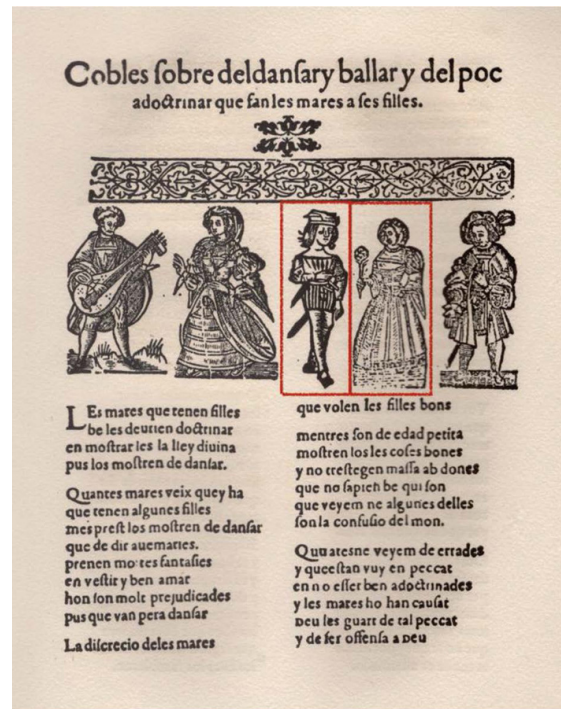 Cobles ſobre deldanſary ballar y del poc
adoctrinar que fan les mares a ſes filles.
LEs mares que tenen filles
be les deurien doctrinar
en moſtrar les la lley diuina
pus los moſtren de danſar.
Quantes mares veix quey ha
que tenen algunes filles
mes preſt los moſtren de danſar
que de dir auemaries.
prenen moltes fantaſies
en veſtir y ben amar
hon ſon molt prejudicades
pus que van pera danſar
La diſcrecio deles mares
que volen les filles bons
mentres ſon de edad petita
moſtren los les coſes bones
y no treſtegen maſſa ab dones
que no ſapien be qui ſon
que veyem ne algunes delles
ſon la confuſio del mon.
Quuatesne veyem de errades
y queeſtan vuy en peccat
en no eſſer ben adoctrinades
y les mares ho han cauſat
Deu les guart de tal peccat
y de fer offenſa a Deu